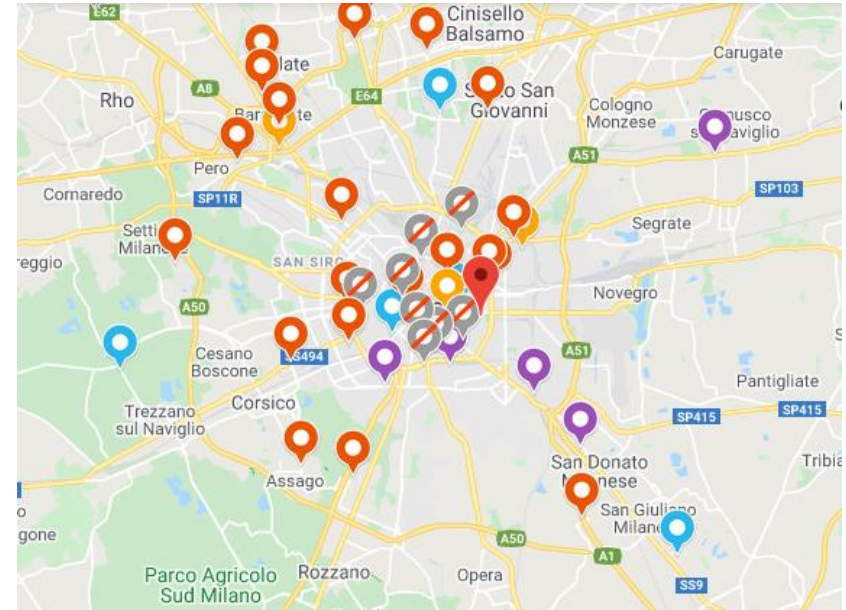 E62
Cinisello
Balsamo
Carugate
A8
Rho
E64
Giovanni
Cologno
Monzese
A51
Pero
Cornaredo
SP11R
SP103
Segrate
SAN SIRO
Novegro
A50
Cesano
Boscone
SS494
A51
Pantigliate
Corsico
Trezzano
sul Naviglio
SP415
SP415
San Donato
Assago
San Giuliano
A50
A1
Parco Agricolo
Sud Milano
Rozzano
Opera
SS9